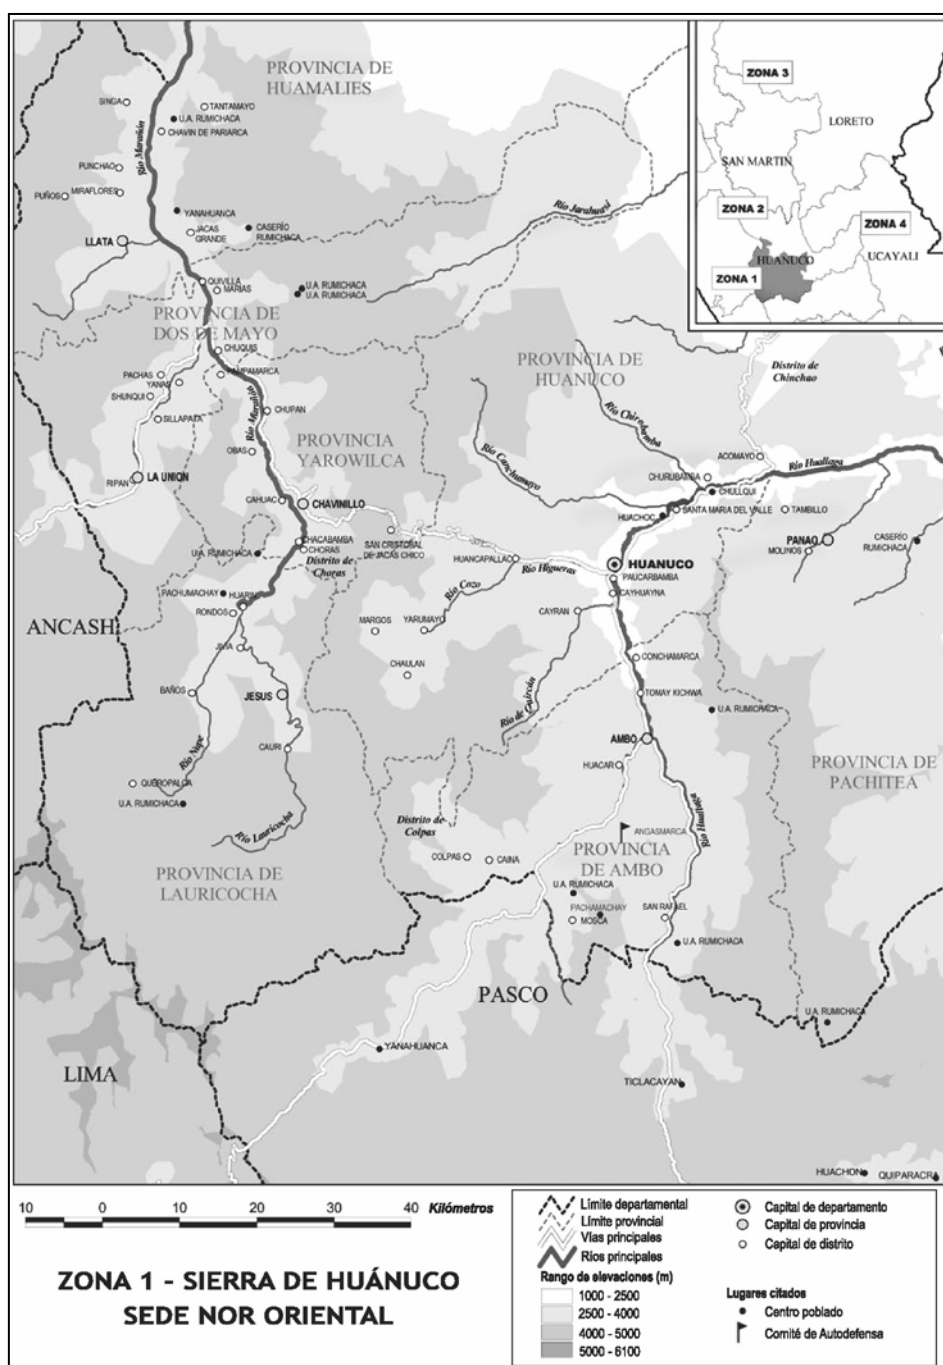 PROVINCIA DE
HUAMALIES
SINGA
TANTAMAYO
U.A. RUMICHACA
CHAVIN DE PARIARCA
Río Marañón
PUNCHAO
MIRAFLORES
PUÑOS
YANAHUANCA
JACAS
GRANDE
CASERÍO
RUMICHACA
LLATA
Río Jarahuasi
QUIVILLA
MARIAS
U.A. RUMICHACA
U.A. RUMICHACA
PROVINCIA DE
DOS DE MAYO
CHUQUIS
PACHAS
YANAS
PAMPAMARCA
SHUNQUI
SILLAPATA
Río Marañón
CHUPAN
OBAS
PROVINCIA
YAROWILCA
RIPAN
LA UNION
CAHUAC
CHAVINILLO
PROVINCIA DE
HUANUCO
Distrito de
Chinchao
ACOMAYO
Río Huallaga
CHURUBAMBA
CHULLQUI
SANTA MARIA DEL VALLE
TAMBILLO
HUACHOC
PANAO
MOLINOS
CASERÍO
RUMICHACA
SAN CRISTOBAL
DE JACAS CHICO
CHACABAMBA
CHORAS
Distrito de
Choras
U.A. RUMICHACA
HUANCAPALLAC
Río Higueras
HUANUCO
PAUCARBAMBA
CAYHUAYNA
Río Cozo
CAYRAN
PACHUMACHAY
RONDOS
MARGOS
YARUMAYO
CHAULAN
ANCASH
JIVIA
BAÑOS
JESUS
CONCHAMARCA
TOMAY KICHWA
U.A. RUMICHACA
CAURI
Río Nupe
AMBO
HUACAR
PROVINCIA DE
PACHITEA
QUEROPALCA
U.A. RUMICHACA
Río Lauricocha
Río Huallaga
Distrito de
Colpas
ANGASMARCA
PROVINCIA
DE AMBO
COLPAS
CAINA
PROVINCIA DE
LAURICOCHA
U.A. RUMICHACA
PACHAMACHAY
MOSCA
SAN RAFAEL
U.A. RUMICHACA
PASCO
U.A. RUMICHACA
YANAHUANCA
LIMA
TICLACAYAN
HUACHON
QUIPARACRA
ZONA 3
LORETO
SAN MARTIN
ZONA 2
ZONA 4
HUANUCO
UCAYALI
ZONA 1
10 0 10 20 30 40 Kilómetros
ZONA 1 - SIERRA DE HUÁNUCO
SEDE NOR ORIENTAL
Límite departamental
Límite provincial
Vías principales
Ríos principales
Rango de elevaciones (m)
1000 - 2500
2500 - 4000
4000 - 5000
5000 - 6100
Capital de departamento
Capital de provincia
Capital de distrito
Lugares citados
Centro poblado
Comité de Autodefensa